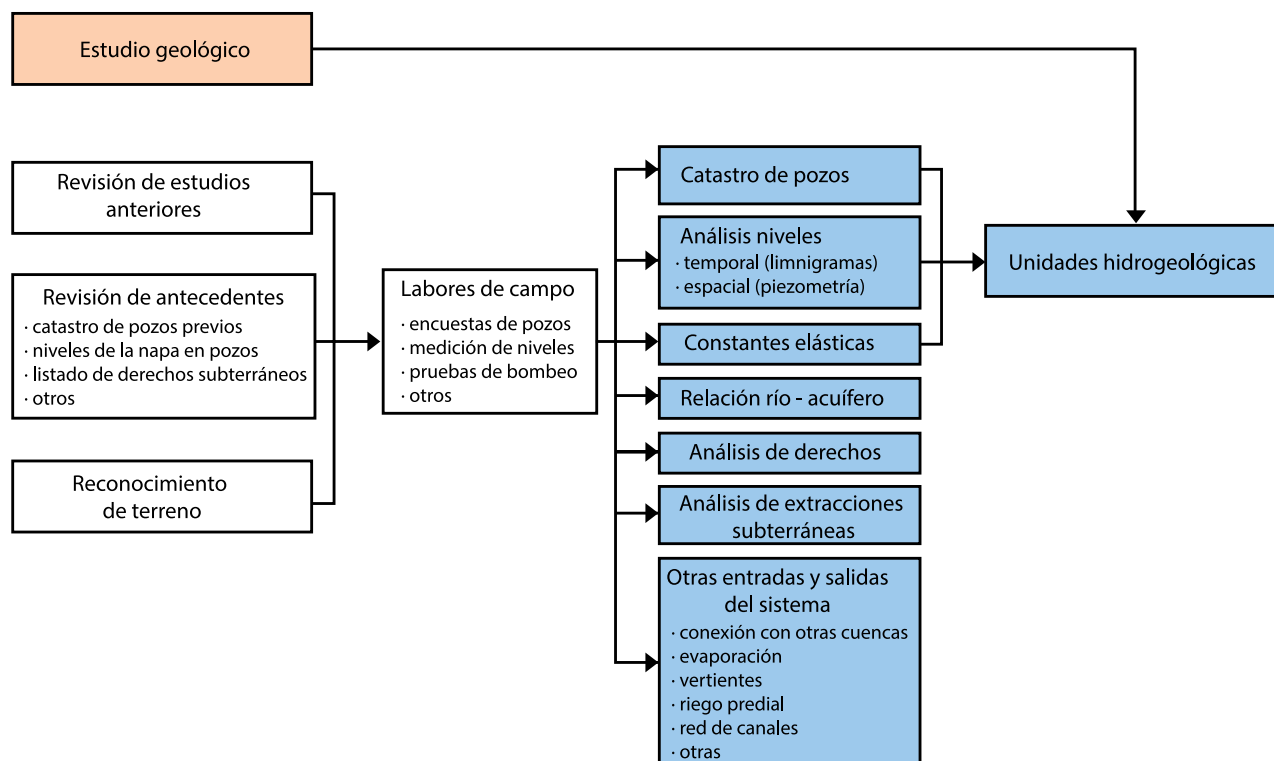 Estudio geológico
Revisión de estudios
anteriores
Revisión de antecedentes
· catastro de pozos previos
· niveles de la napa en pozos
· listado de derechos subterráneos
· otros
Reconocimiento
de terreno
Labores de campo
· encuestas de pozos
· medición de niveles
· pruebas de bombeo
· otros
Catastro de pozos
Análisis niveles
· temporal (limnigramas)
· espacial (piezometría)
Constantes elásticas
Relación río - acuífero
Análisis de derechos
Análisis de extracciones
subterráneas
Otras entradas y salidas
del sistema
· conexión con otras cuencas
· evaporación
· vertientes
· riego predial
· red de canales
· otras
Unidades hidrogeológicas